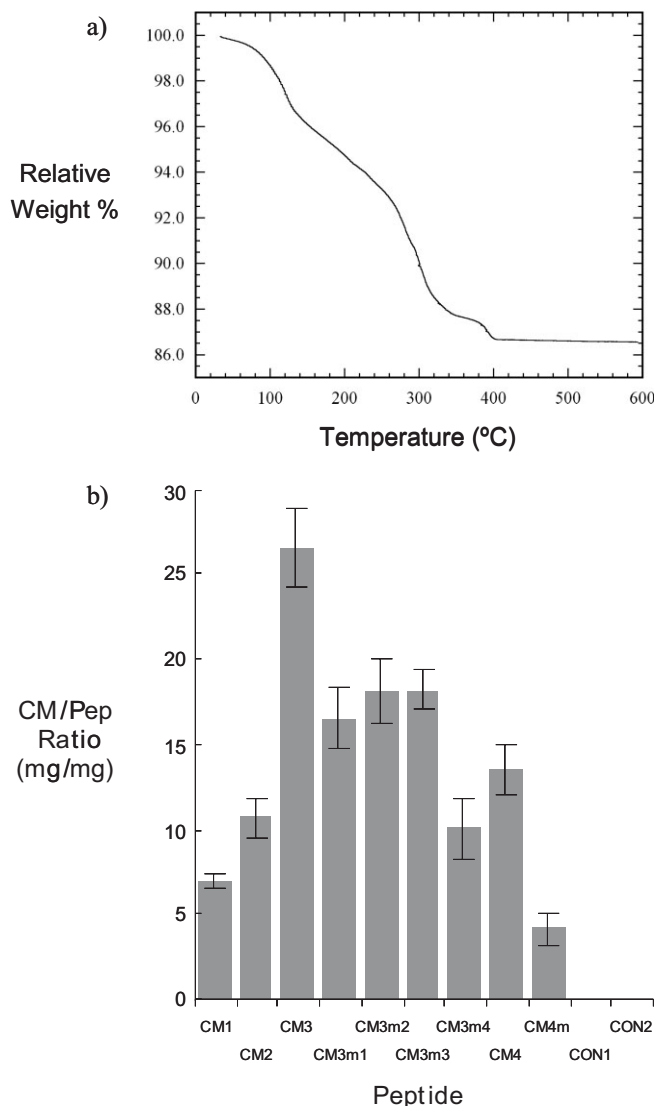 a)
100.0
98.0
96.0
94.0
92.0
90.0
88.0
86.0
Relative
Weight %
0 100 200 300 400 500 600
Temperature (ºC)
b)
30
25
20
15
10
5
0
CM/Pep
Ratio
(mg/mg)
CM1 CM3 CM3m2 CM3m4 CM4m CON2
CM2 CM3m1 CM3m3 CM4 CON1
Peptide